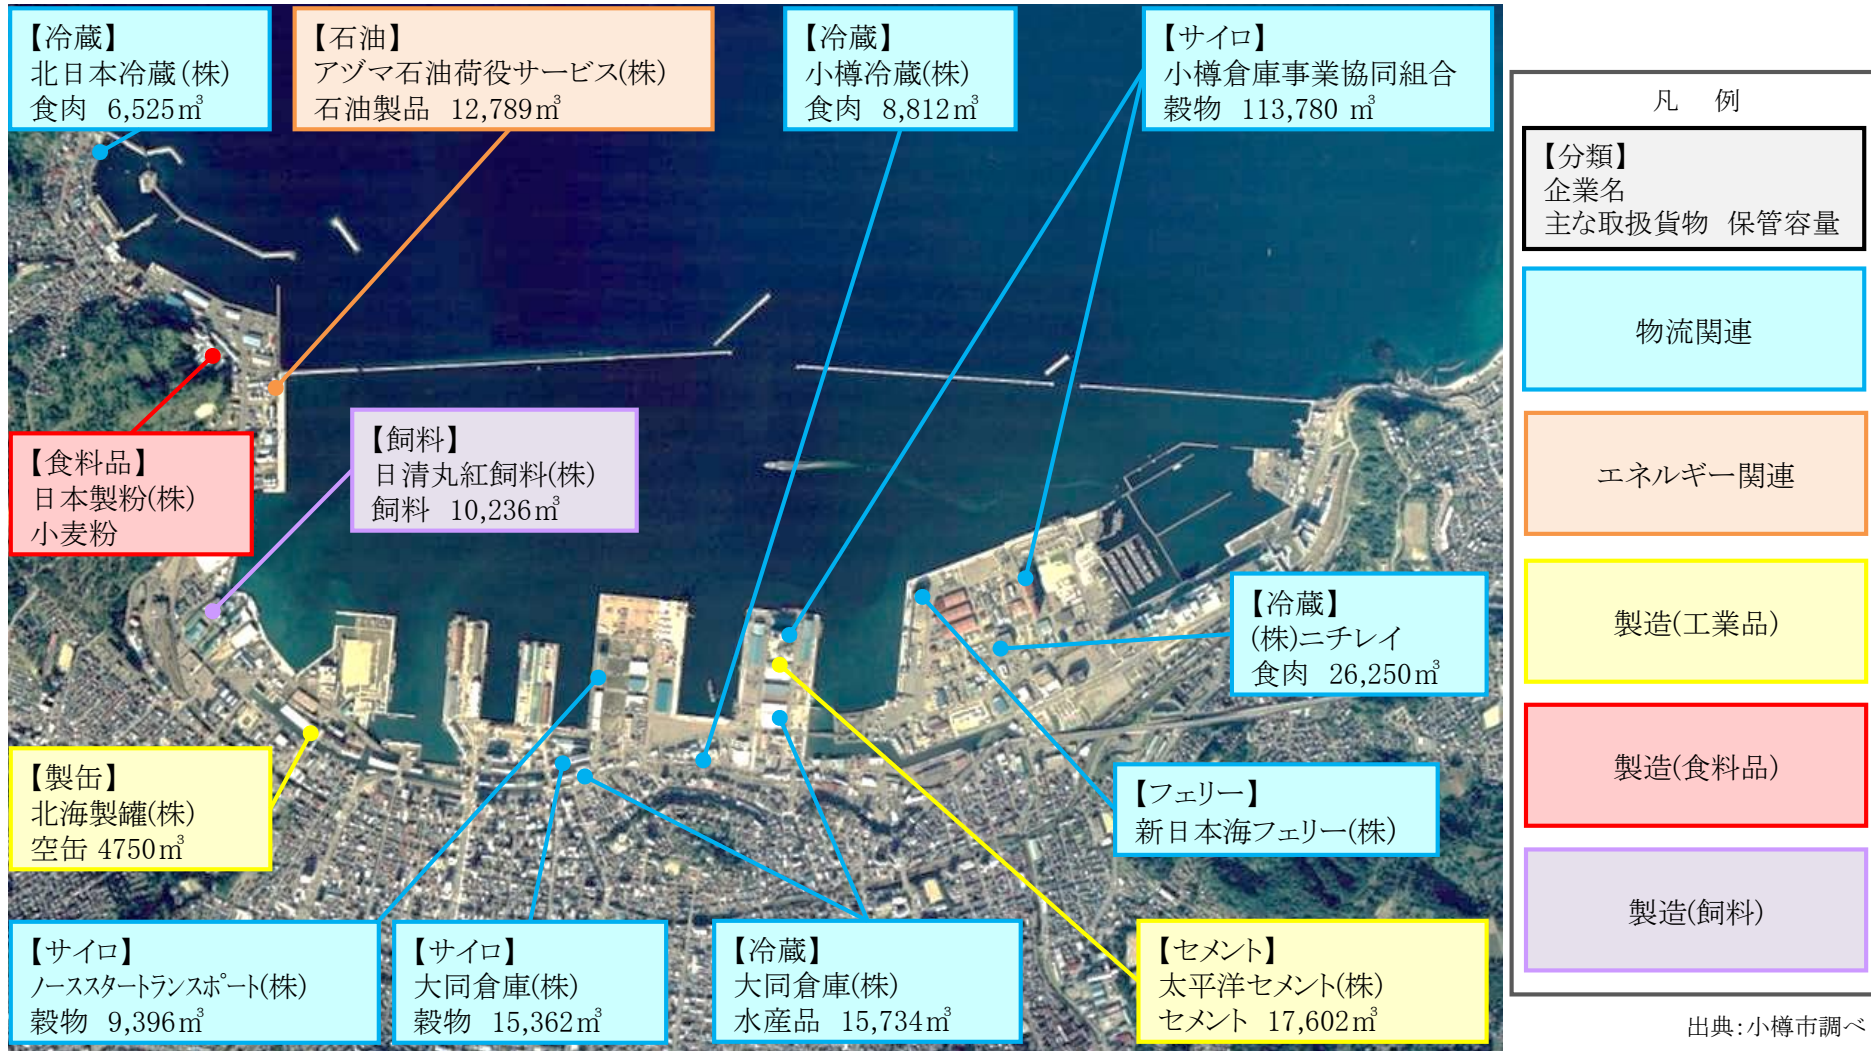 【冷蔵】
北日本冷蔵(株)
食肉 6,525㎥
【石油】
アヅマ石油荷役サービス(株)
石油製品 12,789㎥
【冷蔵】
小樽冷蔵(株)
食肉 8,812㎥
【サイロ】
小樽倉庫事業協同組合
穀物 113,780 ㎥
凡 例
【分類】
企業名
主な取扱貨物 保管容量
物流関連
エネルギー関連
製造(工業品)
製造(食料品)
製造(飼料)
【食料品】
日本製粉(株)
小麦粉
【飼料】
日清丸紅飼料(株)
飼料 10,236㎥
【冷蔵】
(株)ニチレイ
食肉 26,250㎥
【製缶】
北海製罐(株)
空缶 4750㎥
【フェリー】
新日本海フェリー(株)
【サイロ】
ノーススタートランスポート(株)
穀物 9,396㎥
【サイロ】
大同倉庫(株)
穀物 15,362㎥
【冷蔵】
大同倉庫(株)
水産品 15,734㎥
【セメント】
太平洋セメント(株)
セメント 17,602㎥
出典：小樽市調べ